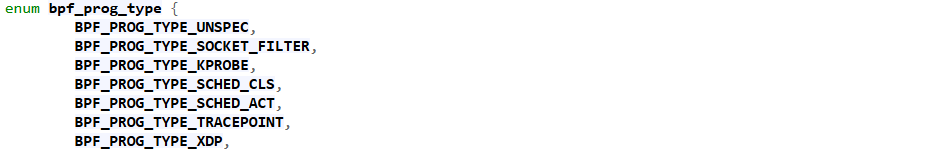 enum bpf_prog_type {
BPF_PROG_TYPE_UNSPEC,
BPF_PROG_TYPE_SOCKET_FILTER,
BPF_PROG_TYPE_KPROBE,
BPF_PROG_TYPE_SCHED_CLS,
BPF_PROG_TYPE_SCHED_ACT,
BPF_PROG_TYPE_TRACEPOINT,
BPF_PROG_TYPE_XDP,